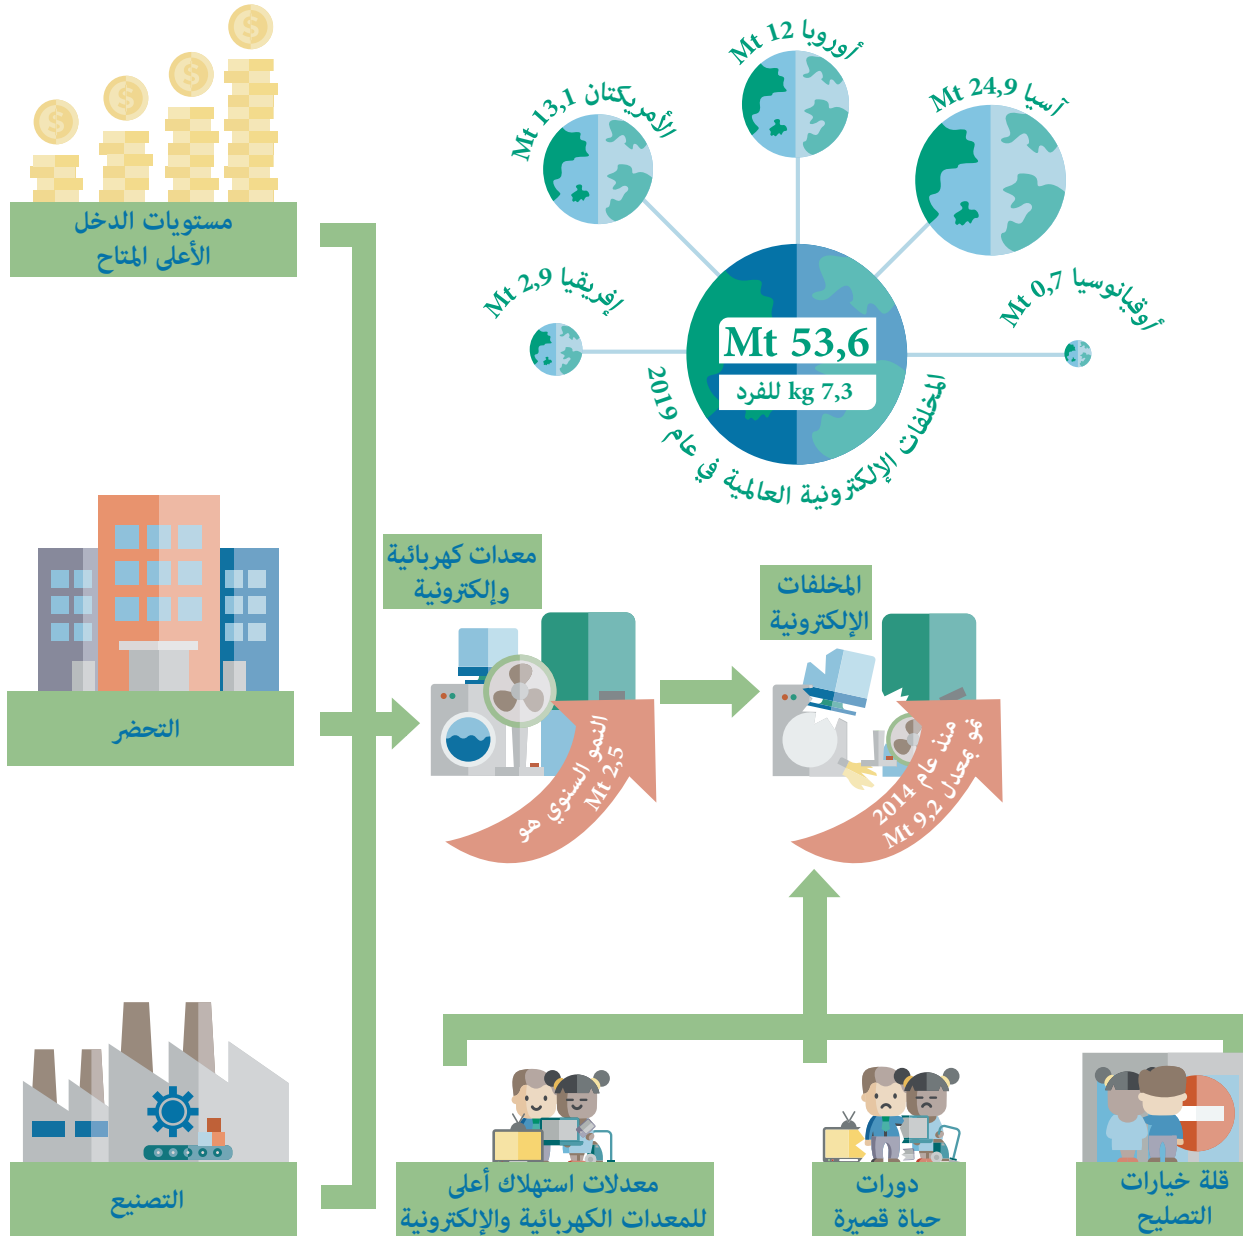 أوروبا 12 Mt
آسيا 24,9 Mt
الأمريكتان 13,1 Mt
أوقيانوسيا 0,7 Mt
إفريقيا 2,9 Mt
53,6 Mt
7,3 kg للفرد
المخلفات الإلكترونية العالمية في عام 2019
مستويات الدخل
الأعلى المتاح
التحضر
التصنيع
معدات كهربائية
وإلكترونية
النمو السنوي هو
2,5 Mt
المخلفات
الإلكترونية
منذ عام 2014
نمو بمعدل 9,2 Mt
قلة خيارات
التصليح
دورات
حياة قصيرة
معدلات استهلاك أعلى
للمعدات الكهربائية والإلكترونية